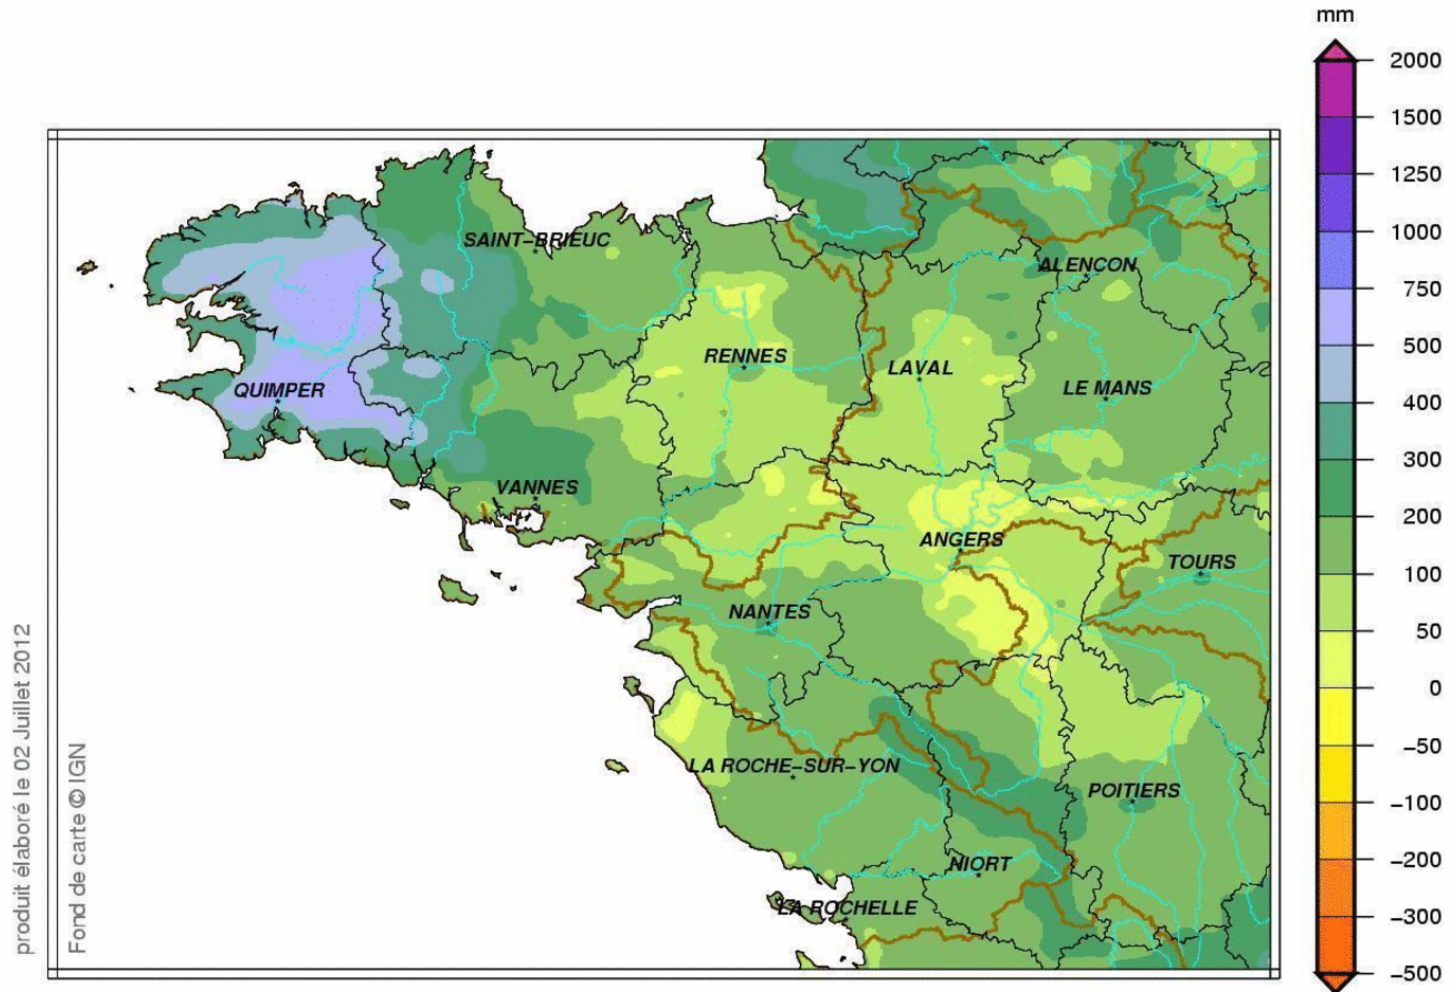 mm
2000
1500
1250
1000
750
500
400
300
200
100
50
0
−50
−100
−200
−300
−500
SAINT−BRIEUC
ALENCON
RENNES
LAVAL
QUIMPER
LE MANS
VANNES
ANGERS
TOURS
NANTES
LA ROCHE−SUR−YON
POITIERS
NIORT
LA ROCHELLE
produit élaboré le 02 Juillet 2012
Fond de carte © IGN